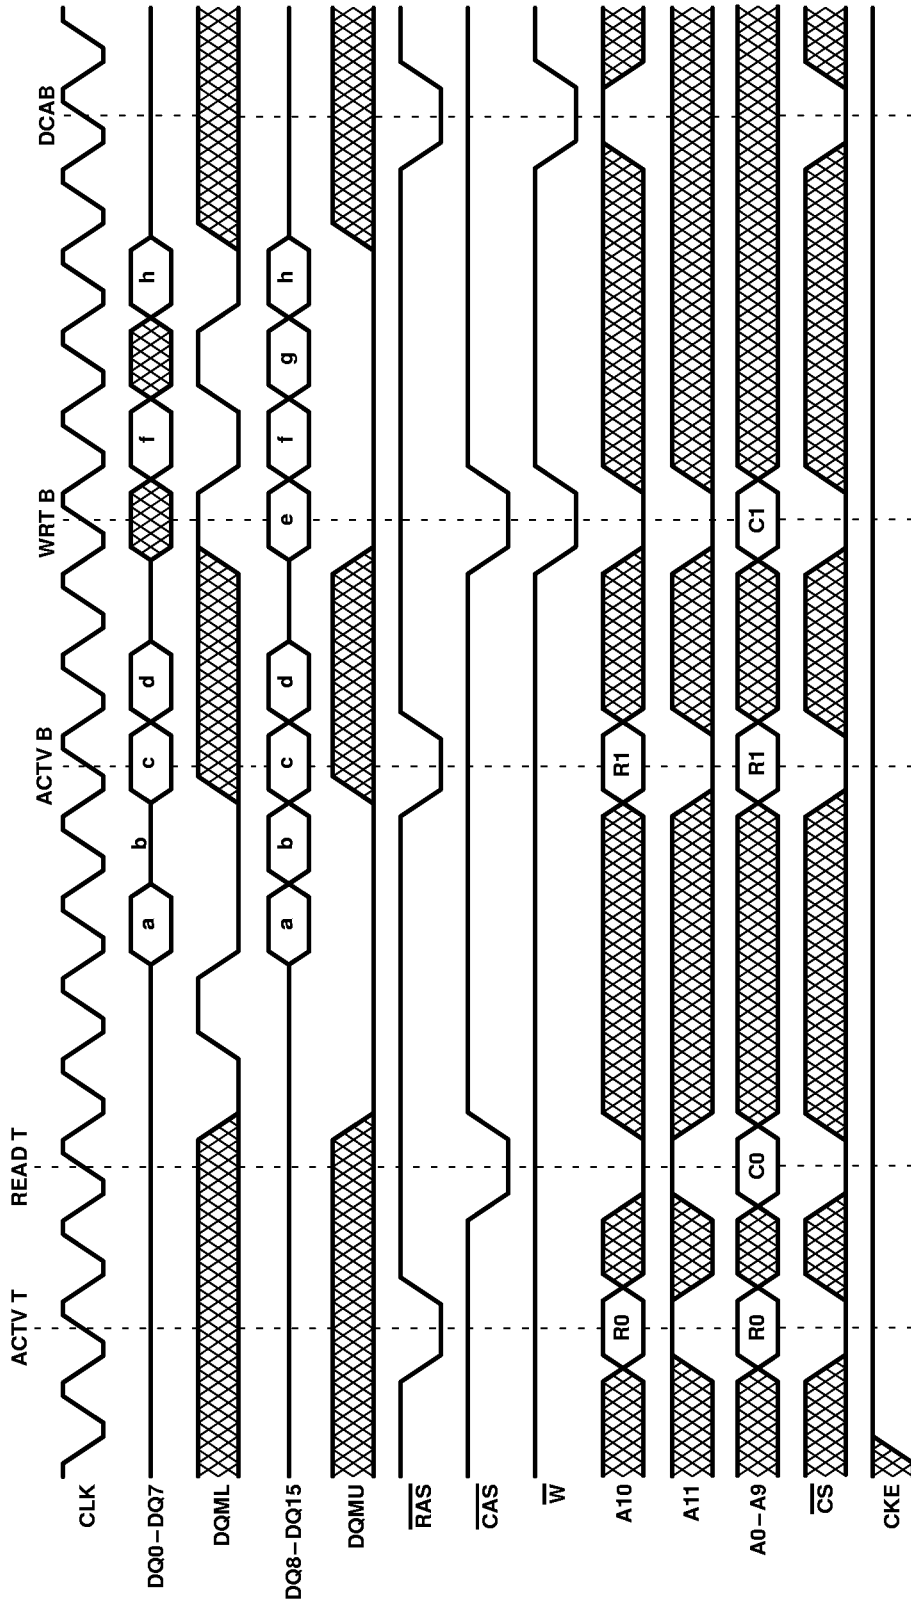 ACTV T
READ T
ACTV B
WRT B
DCAB
CLK
DQ0–DQ7
a
b
c
d
f
h
DQML
DQ8–DQ15
a
b
c
d
e
f
g
h
DQMU
RAS
CAS
W
A10
R0
R1
A11
A0–A9
R0
C0
R1
C1
CS
CKE